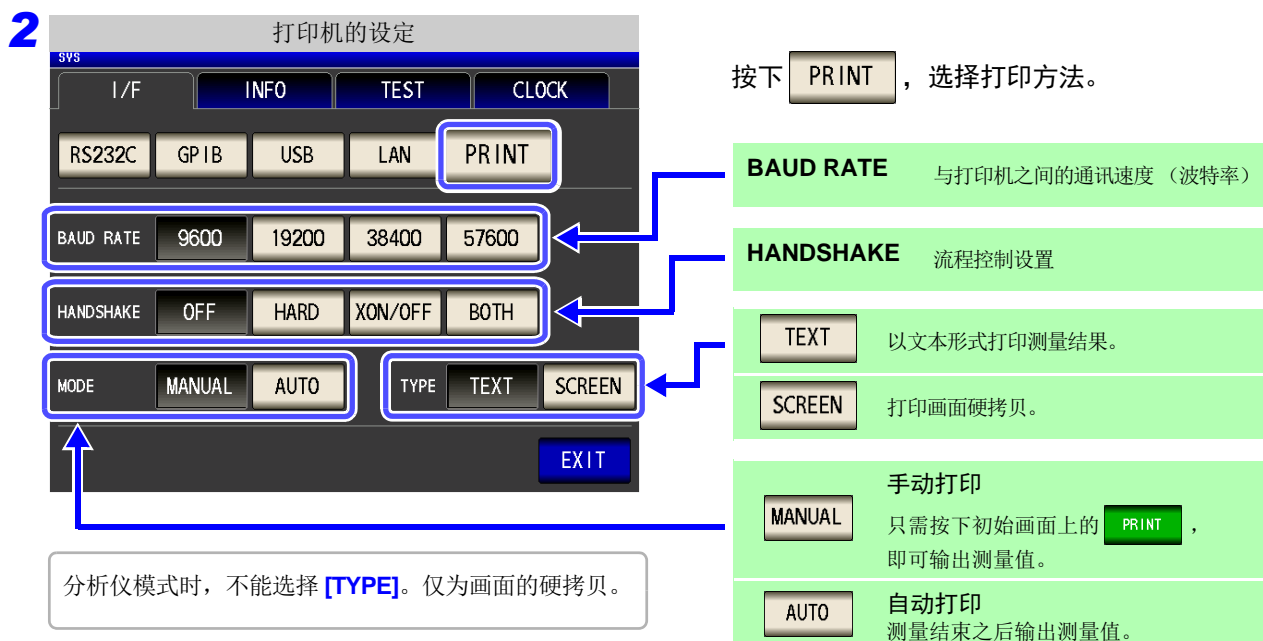 2
打印机的设定
SYS
I/F INFO TEST CLOCK
RS232C GPIB USB LAN PRINT
BAUD RATE 9600 19200 38400 57600
HANDSHAKE OFF HARD XON/OFF BOTH
MODE MANUAL AUTO TYPE TEXT SCREEN
EXIT
分析仪模式时，不能选择 [TYPE]。仅为画面的硬拷贝。
按下 PRINT ，选择打印方法。
BAUD RATE 与打印机之间的通讯速度 （波特率）
HANDSHAKE 流程控制设置
TEXT 以文本形式打印测量结果。
SCREEN 打印画面硬拷贝。
MANUAL 手动打印
只需按下初始画面上的 PRINT ，
即可输出测量值。
AUTO 自动打印
测量结束之后输出测量值。